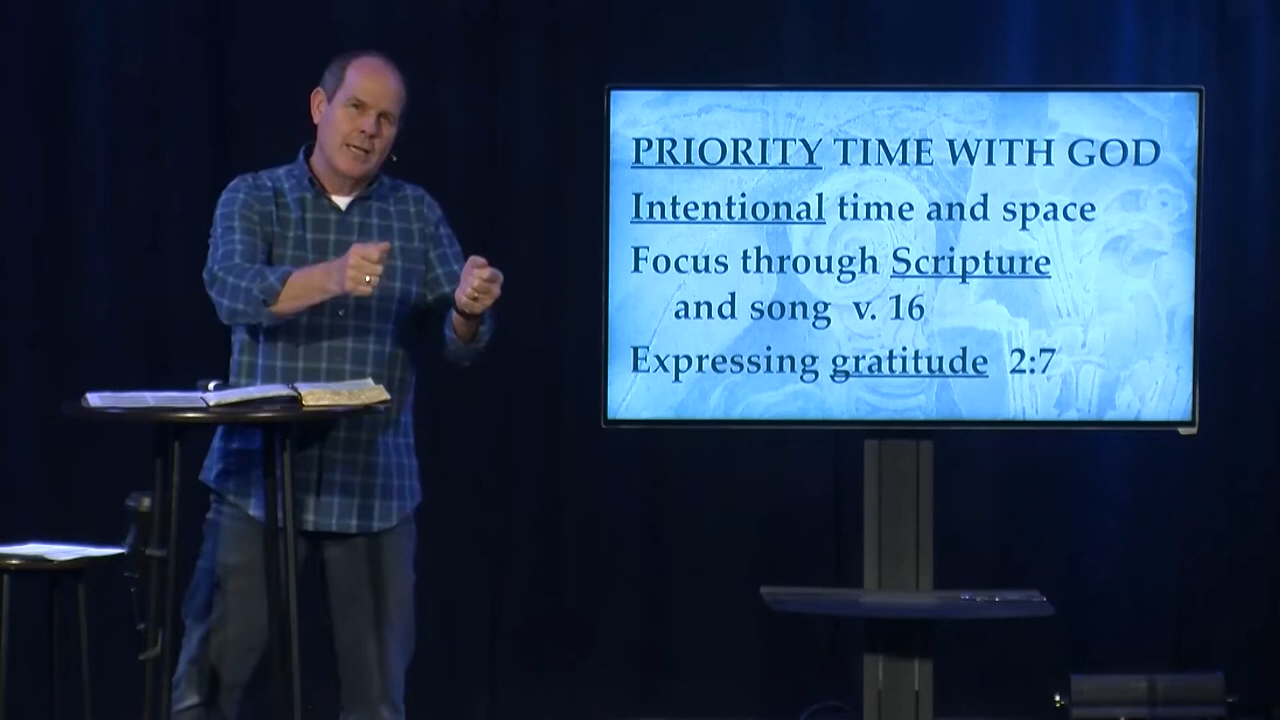 PRIORITY TIME WITH GOD
Intentional time and space
Focus through Scripture
and song v. 16
Expressing gratitude 2:7